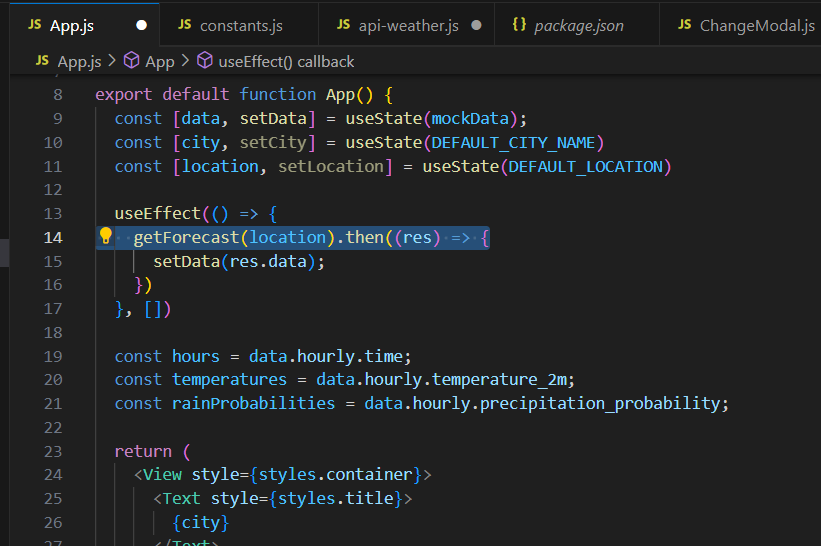 JS App.js ● JS constants.js JS api-weather.js ● {} package.json JS ChangeModal.js
JS App.js > App > useEffect() callback
8 export default function App() {
9 const [data, setData] = useState(mockData);
10 const [city, setCity] = useState(DEFAULT_CITY_NAME)
11 const [location, setLocation] = useState(DEFAULT_LOCATION)
12
13 useEffect(() => {
14 getForecast(location).then((res) => {
15 setData(res.data);
16 })
17 }, [])
18
19 const hours = data.hourly.time;
20 const temperatures = data.hourly.temperature_2m;
21 const rainProbabilities = data.hourly.precipitation_probability;
22
23 return (
24 <View style={styles.container}>
25 <Text style={styles.title}>
26 {city}
27 </Text>